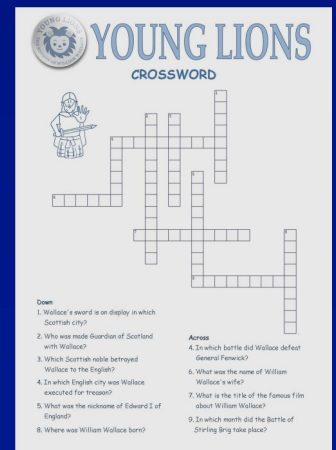 YOUNG LIONS
CROSSWORD
Down
1. Wallace's sword is on display in which
Scottish city?
2. Who was made Guardian of Scotland
with Wallace?
3. Which Scottish noble betrayed
Wallace to the English?
4. In which English city was Wallace
executed for treason?
5. What was the nickname of Edward I of
England?
8. Where was William Wallace born?
Across
4. In which battle did Wallace defeat
General Fenwick?
6. What was the name of William
Wallace's wife?
7. What is the title of the famous film
about William Wallace?
9. In which month did the Battle of
Stirling Brig take place?